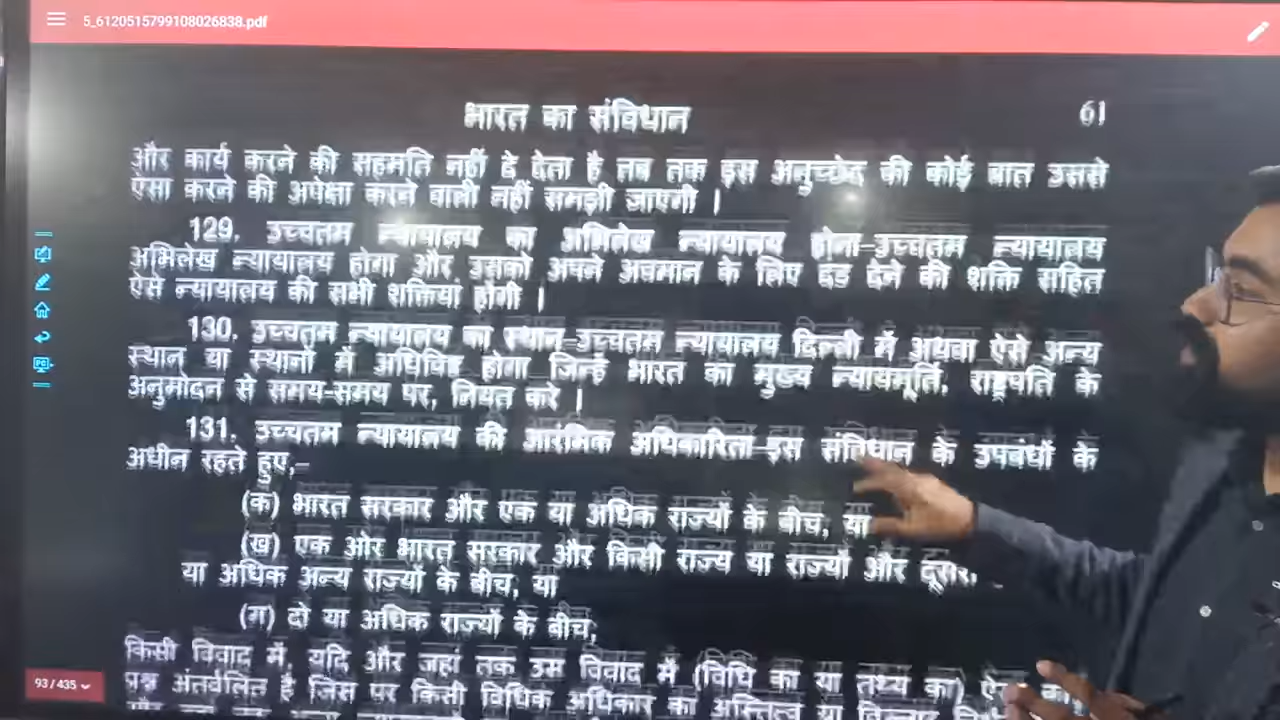 5_6120515799108026838.pdf
भारत का संविधान 61
और कार्य करने की सहमति नहीं दे देता है तब तक इस अनुच्छेद की कोई बात उससे
ऐसा करने की अपेक्षा करने वाली नहीं समझी जाएगी ।
129. उच्चतम न्यायालय का अभिलेख न्यायालय होना–उच्चतम न्यायालय
अभिलेख न्यायालय होगा और उसको अपने अवमान के लिए दंड देने की शक्ति सहित
ऐसे न्यायालय की सभी शक्तियां होंगी ।
130. उच्चतम न्यायालय का स्थान–उच्चतम न्यायालय दिल्ली में अथवा ऐसे अन्य
स्थान या स्थानों में अधिविष्ट होगा जिन्हें भारत का मुख्य न्यायमूर्ति, राष्ट्रपति के
अनुमोदन से समय-समय पर, नियत करे ।
131. उच्चतम न्यायालय की आरंभिक अधिकारिता–इस संविधान के उपबंधों के
अधीन रहते हुए,–
(क) भारत सरकार और एक या अधिक राज्यों के बीच, या
(ख) एक ओर भारत सरकार और किसी राज्य या राज्यों और
या अधिक अन्य राज्यों के बीच, या
(ग) दो या अधिक राज्यों के बीच,
किसी विवाद में, यदि और जहां तक उस विवाद में (विधि का या तथ्य का)
प्रश्न अंतर्वलित है जिस पर किसी विधिक अधिकार का अस्तित्व या विस्तार
93 / 435